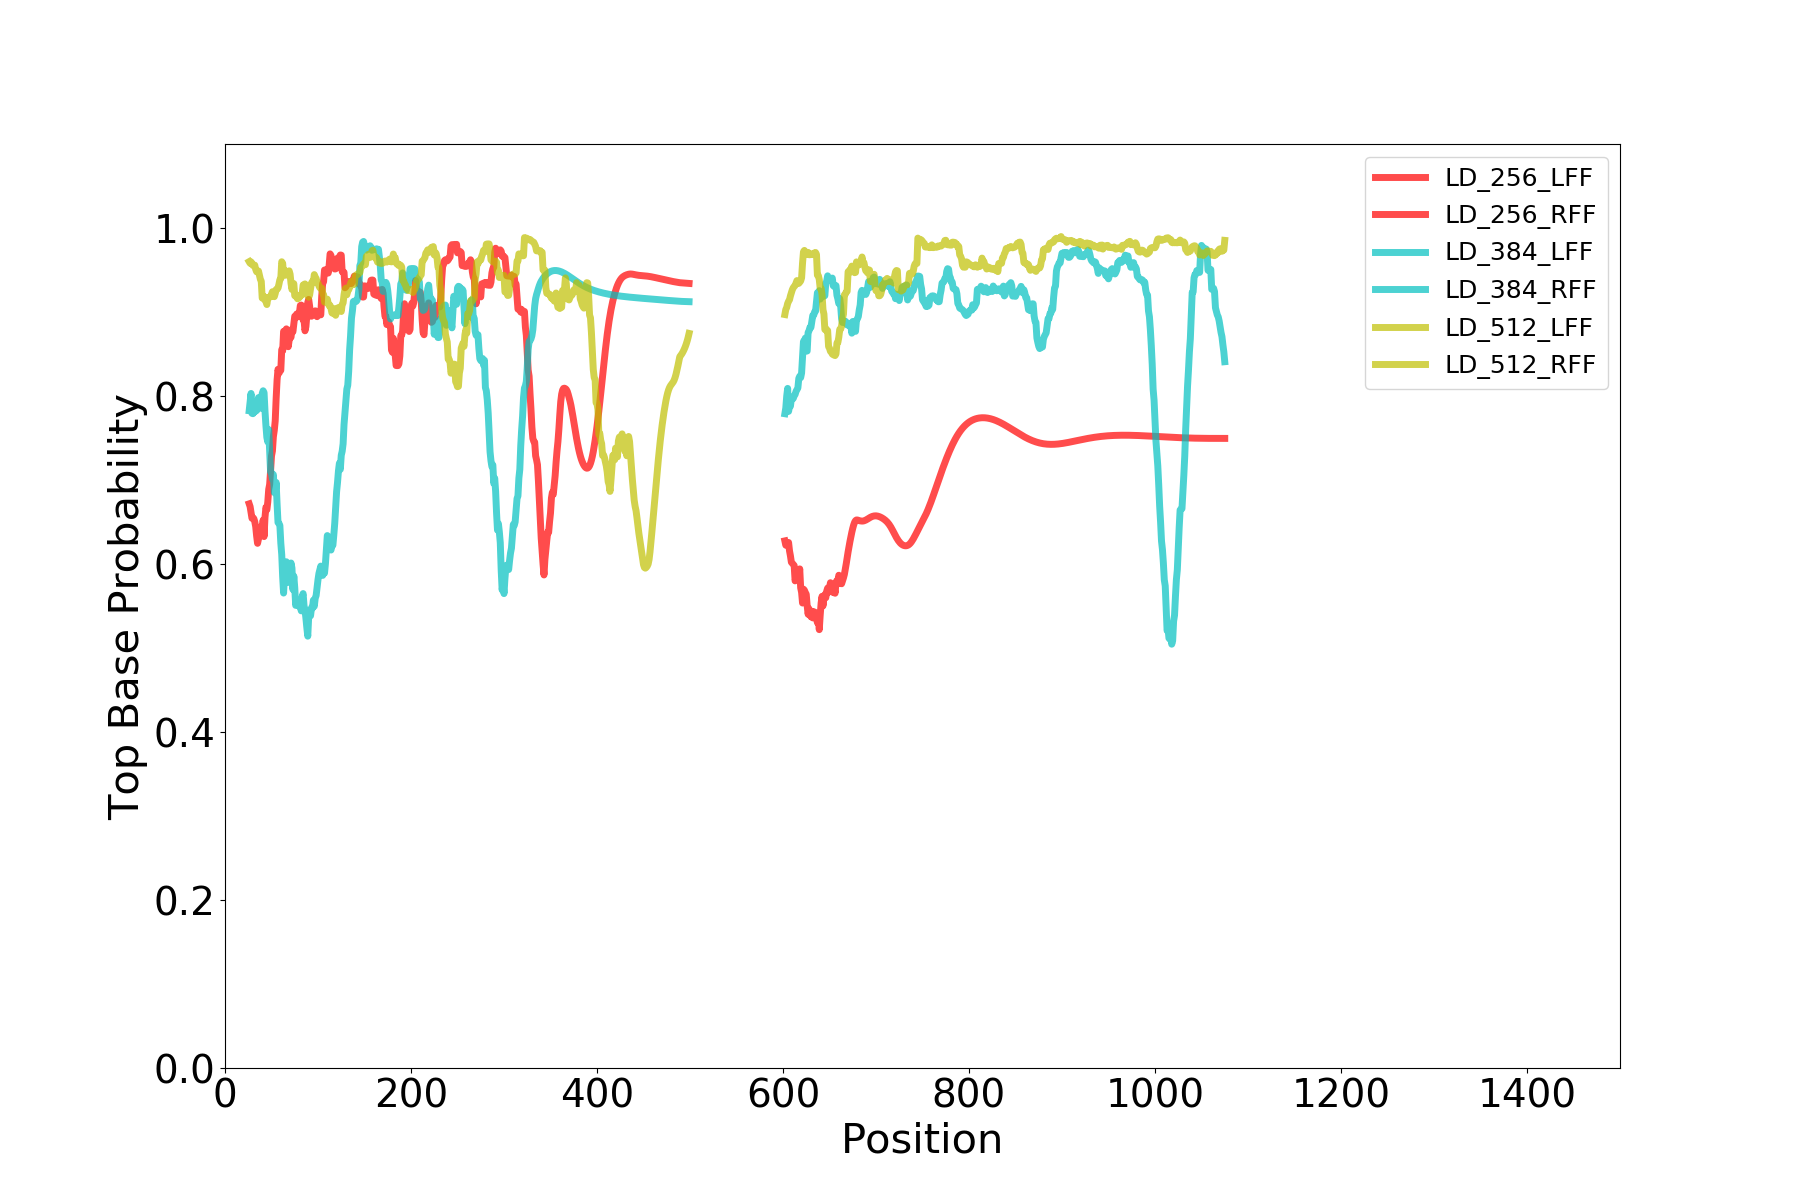 LD_256_LFF
LD_256_RFF
LD_384_LFF
LD_384_RFF
LD_512_LFF
LD_512_RFF
1.0
0.8
0.6
0.4
0.2
0.0
Top Base Probability
0 200 400 600 800 1000 1200 1400
Position